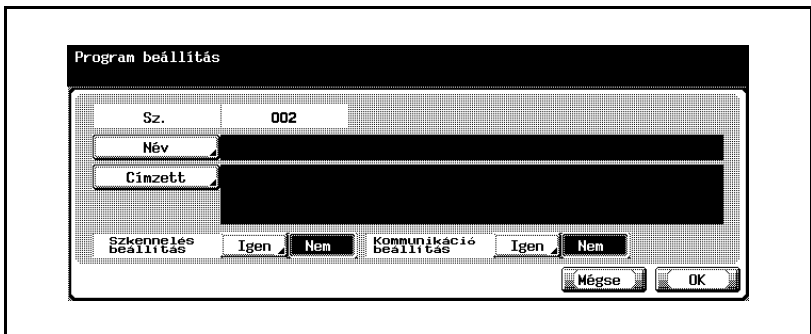 Program beállítás
Sz. 002
Név
Címzett
Szkennelés beállítás Igen Nem Kommunikáció beállítás Igen Nem
Mégse OK